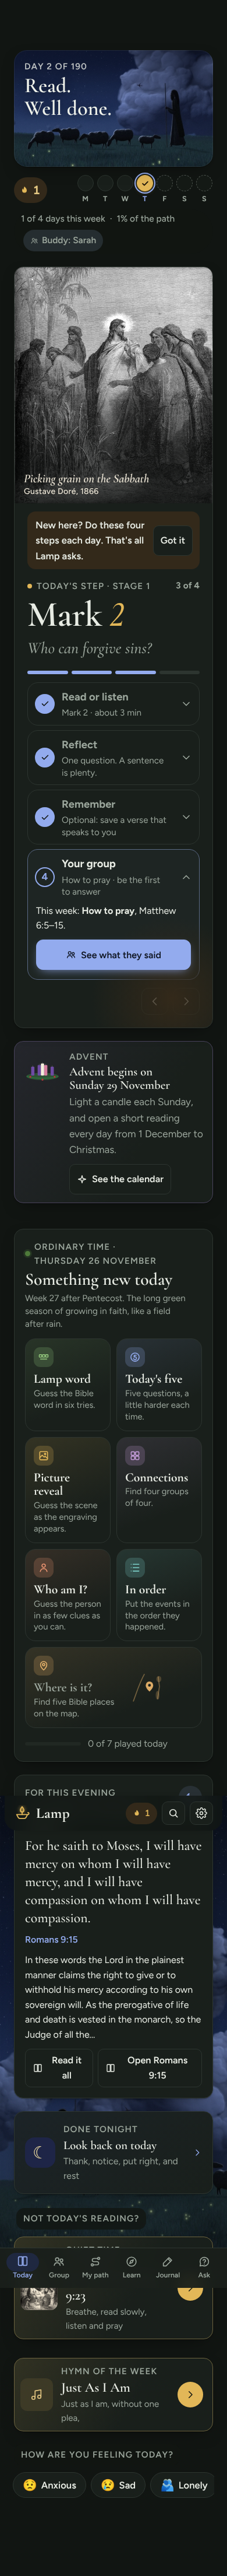 DAY 2 OF 190
Read.
Well done.
1
M T W T F S S
1 of 4 days this week · 1% of the path
Buddy: Sarah
Picking grain on the Sabbath
Gustave Doré, 1866
New here? Do these four
steps each day. That's all
Lamp asks.
Got it
TODAY'S STEP · STAGE 1
3 of 4
Mark 2
Who can forgive sins?
Read or listen
Mark 2 · about 3 min
Reflect
One question. A sentence
is plenty.
Remember
Optional: save a verse that
speaks to you
4
Your group
How to pray · be the first
to answer
This week: How to pray, Matthew
6:5–15.
See what they said
ADVENT
Advent begins on
Sunday 29 November
Light a candle each Sunday,
and open a short reading
every day from 1 December to
Christmas.
See the calendar
ORDINARY TIME ·
THURSDAY 26 NOVEMBER
Something new today
Week 27 after Pentecost. The long green
season of growing in faith, like a field
after rain.
Lamp word
Guess the Bible
word in six tries.
Today's five
Five questions, a
little harder each
time.
Picture
reveal
Guess the scene
as the engraving
appears.
Connections
Find four groups
of four.
Who am I?
Guess the person
in as few clues as
you can.
In order
Put the events in
the order they
happened.
Where is it?
Find five Bible places
on the map.
0 of 7 played today
FOR THIS EVENING
Lamp
1
For he saith to Moses, I will have
mercy on whom I will have
mercy, and I will have
compassion on whom I will have
compassion.
Romans 9:15
In these words the Lord in the plainest
manner claims the right to give or to
withhold his mercy according to his own
sovereign will. As the prerogative of life
and death is vested in the monarch, so the
Judge of all the…
Read it
all
Open Romans
9:15
DONE TONIGHT
Look back on today
Thank, notice, put right, and
rest
NOT TODAY'S READING?
Today
Group
My path
Learn
Journal
Ask
9:23
Breathe, read slowly,
listen and pray
HYMN OF THE WEEK
Just As I Am
Just as I am, without one
plea,
HOW ARE YOU FEELING TODAY?
Anxious
Sad
Lonely